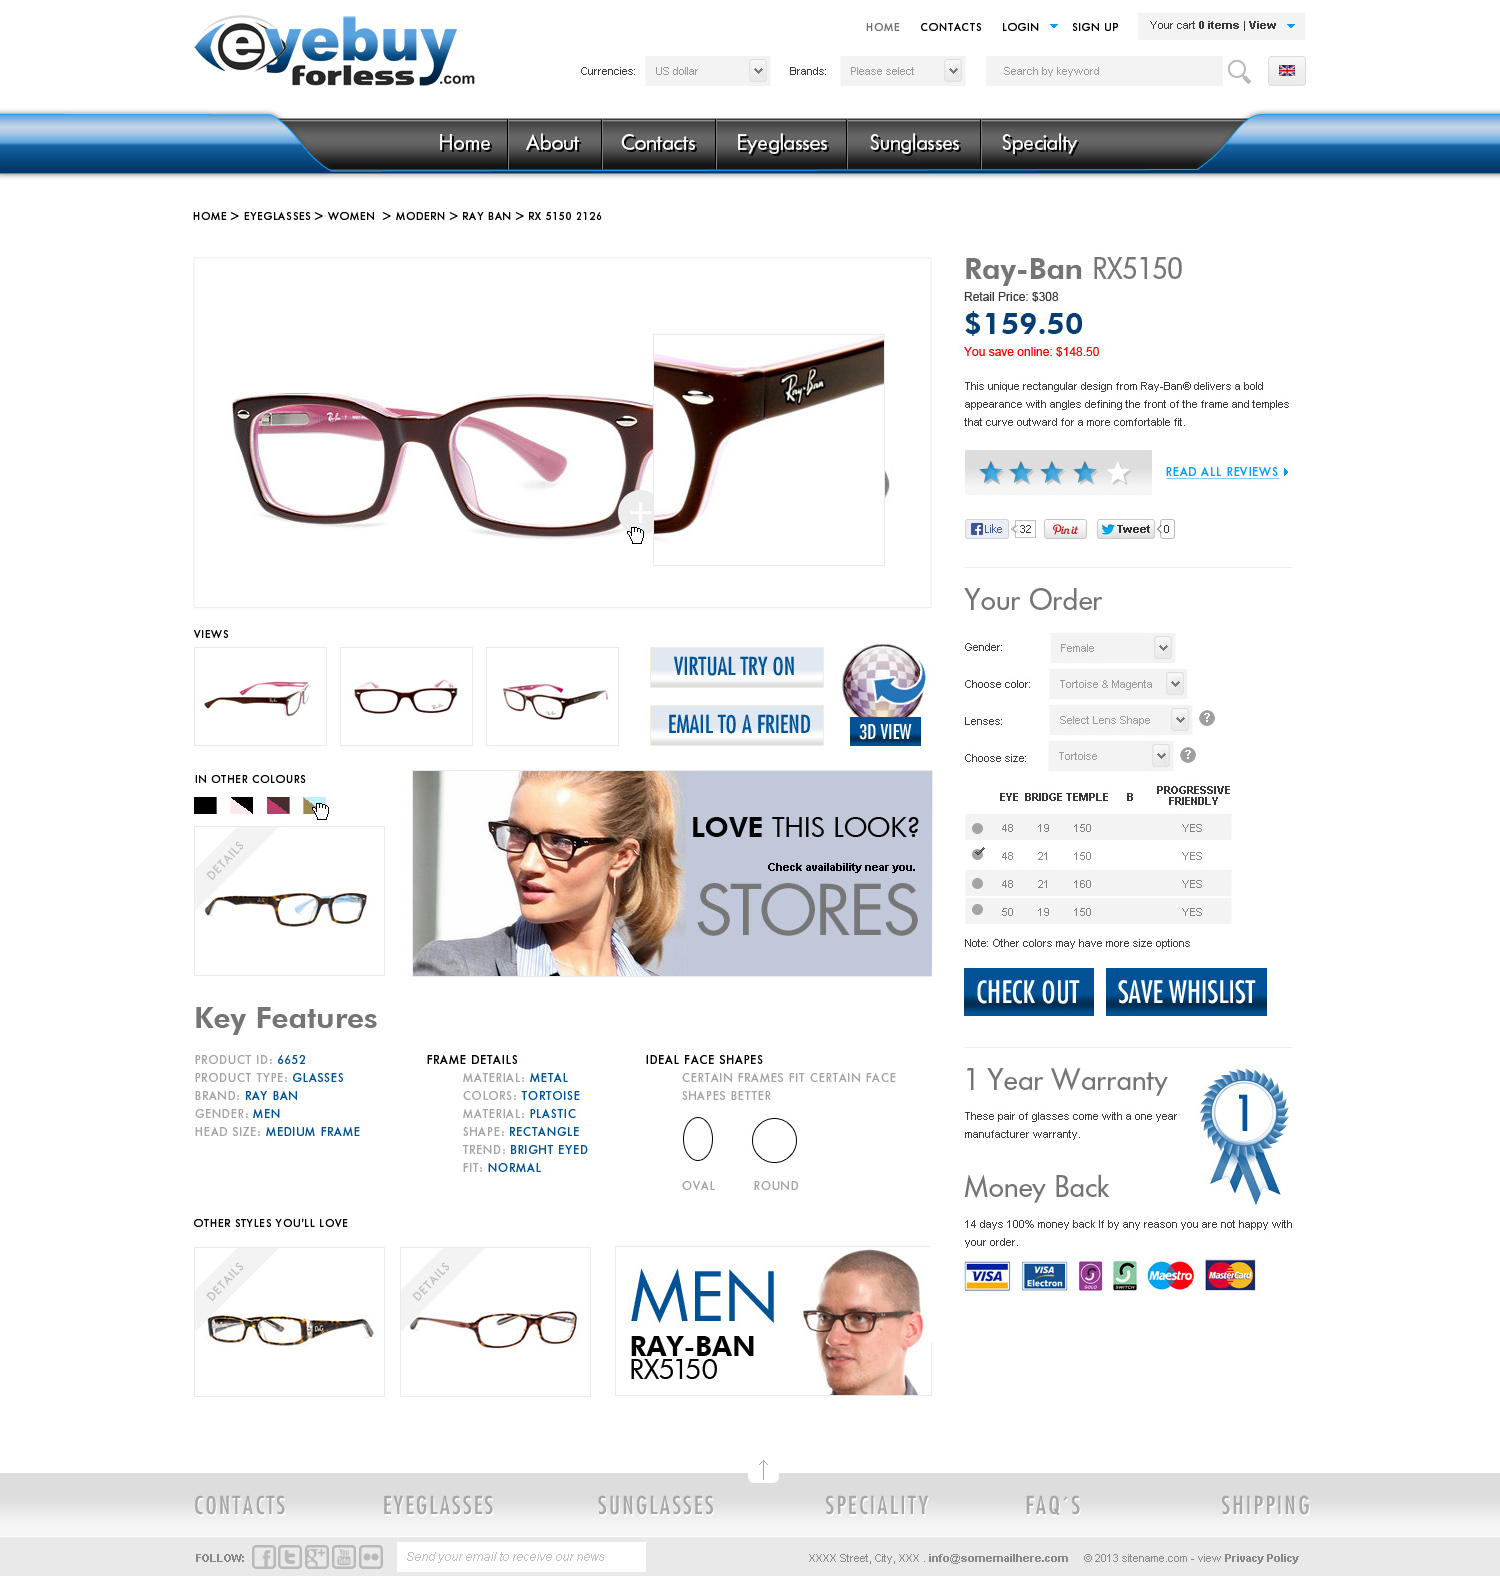 eyebuy
forless.com
HOME CONTACTS LOGIN SIGN UP
Your cart 0 items | View
Currencies: US dollar Brands: Please select Search by keyword
Home About Contacts Eyeglasses Sunglasses Specialty
HOME > EYEGLASSES > WOMEN > MODERN > RAY BAN > RX 5150 2126
Ray-Ban
Ray-Ban RX5150
Retail Price: $308
$159.50
You save online: $148.50
This unique rectangular design from Ray-Ban® delivers a bold
appearance with angles defining the front of the frame and temples
that curve outward for a more comfortable fit.
READ ALL REVIEWS
Like 32 Pin it Tweet 0
VIEWS
VIRTUAL TRY ON
EMAIL TO A FRIEND
3D VIEW
IN OTHER COLOURS
DETAILS
LOVE THIS LOOK?
Check availability near you.
STORES
Your Order
Gender: Female
Choose color: Tortoise & Magenta
Lenses: Select Lens Shape ?
Choose size: Tortoise ?
EYE BRIDGE TEMPLE B PROGRESSIVE
FRIENDLY
48 19 150 YES
48 21 150 YES
48 21 160 YES
50 19 150 YES
Note: Other colors may have more size options
CHECK OUT SAVE WHISLIST
Key Features
PRODUCT ID: 6652
PRODUCT TYPE: GLASSES
BRAND: RAY BAN
GENDER: MEN
HEAD SIZE: MEDIUM FRAME
FRAME DETAILS
MATERIAL: METAL
COLORS: TORTOISE
MATERIAL: PLASTIC
SHAPE: RECTANGLE
TREND: BRIGHT EYED
FIT: NORMAL
IDEAL FACE SHAPES
CERTAIN FRAMES FIT CERTAIN FACE
SHAPES BETTER
OVAL ROUND
1 Year Warranty
These pair of glasses come with a one year
manufacturer warranty.
1
Money Back
14 days 100% money back If by any reason you are not happy with
your order.
VISA VISA Electron SOLO SWITCH Maestro MasterCard
OTHER STYLES YOU'LL LOVE
DETAILS
DETAILS
MEN
RAY-BAN
RX5150
CONTACTS EYEGLASSES SUNGLASSES SPECIALITY FAQ´S SHIPPING
FOLLOW: Send your email to receive our news
XXXX Street, City, XXX . info@somemailhere.com © 2013 sitename.com - view Privacy Policy